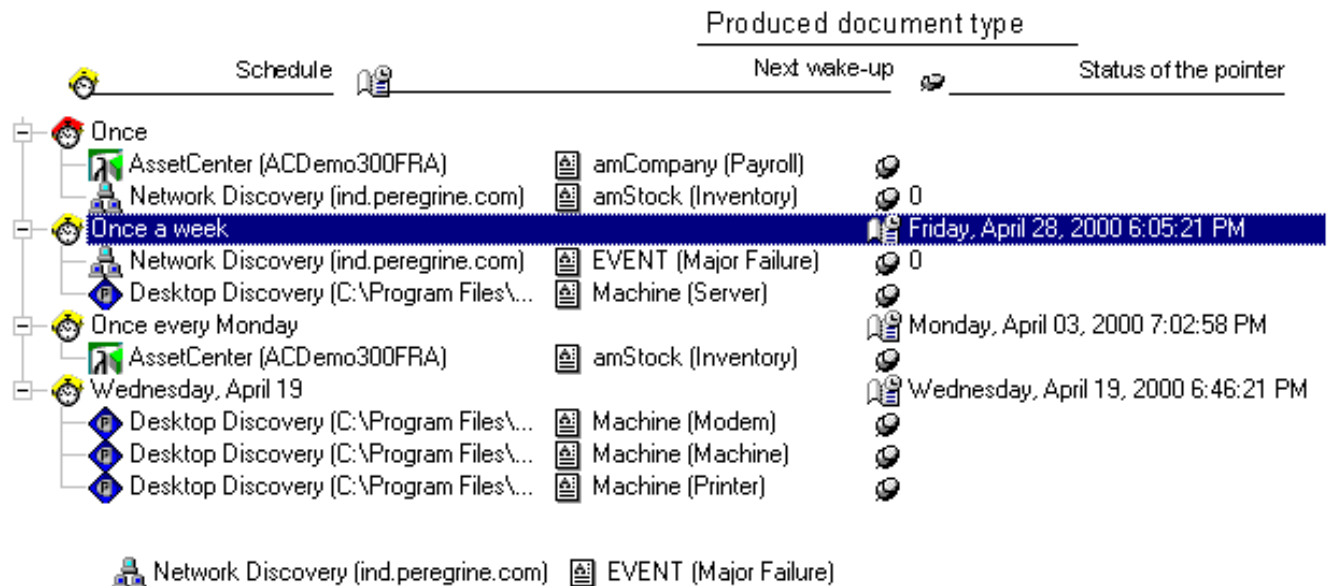 Produced document type
Schedule Next wake-up Status of the pointer
Once
AssetCenter (ACDemo300FRA) amCompany (Payroll)
Network Discovery (ind.peregrine.com) amStock (Inventory) 0
Once a week Friday, April 28, 2000 6:05:21 PM
Network Discovery (ind.peregrine.com) EVENT (Major Failure) 0
Desktop Discovery (C:\Program Files\... Machine (Server)
Once every Monday Monday, April 03, 2000 7:02:58 PM
AssetCenter (ACDemo300FRA) amStock (Inventory)
Wednesday, April 19 Wednesday, April 19, 2000 6:46:21 PM
Desktop Discovery (C:\Program Files\... Machine (Modem)
Desktop Discovery (C:\Program Files\... Machine (Machine)
Desktop Discovery (C:\Program Files\... Machine (Printer)
Network Discovery (ind.peregrine.com) EVENT (Major Failure)